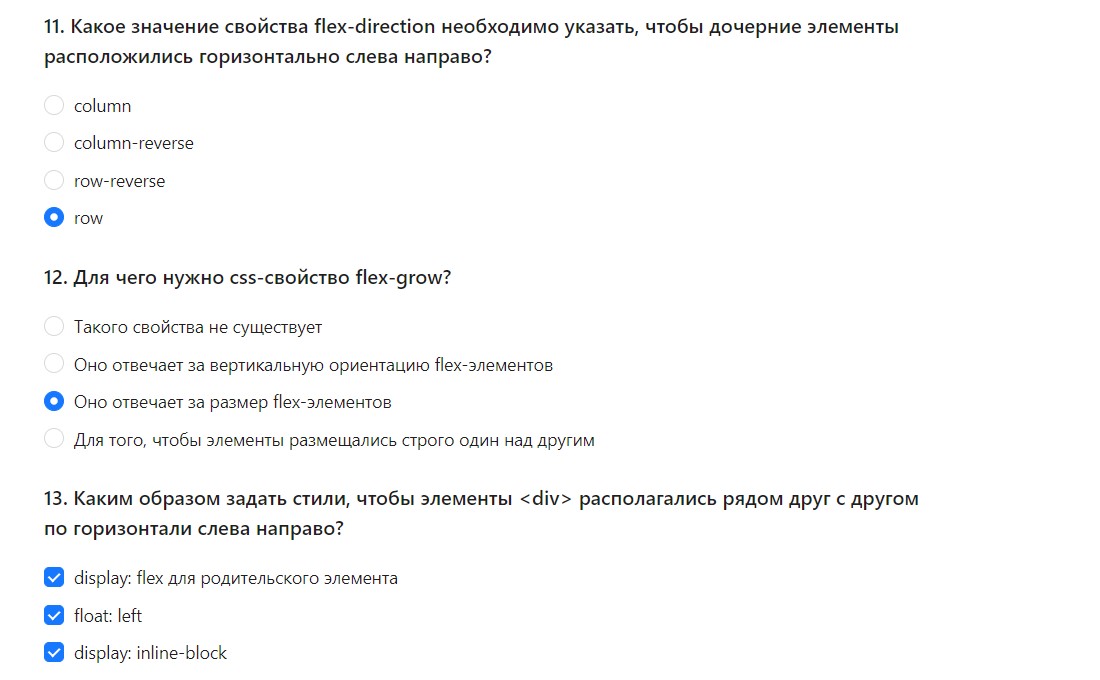 11. Какое значение свойства flex-direction необходимо указать, чтобы дочерние элементы
расположились горизонтально слева направо?
column
column-reverse
row-reverse
row
12. Для чего нужно css-свойство flex-grow?
Такого свойства не существует
Оно отвечает за вертикальную ориентацию flex-элементов
Оно отвечает за размер flex-элементов
Для того, чтобы элементы размещались строго один над другим
13. Каким образом задать стили, чтобы элементы <div> располагались рядом друг с другом
по горизонтали слева направо?
display: flex для родительского элемента
float: left
display: inline-block